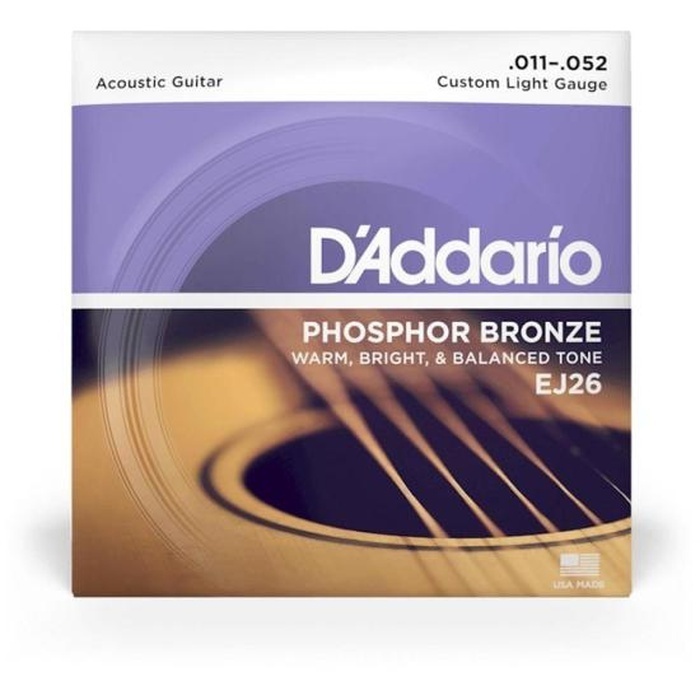 .011–.052
Acoustic Guitar
Custom Light Gauge
D'Addario
PHOSPHOR BRONZE
WARM, BRIGHT, & BALANCED TONE
EJ26
USA MADE